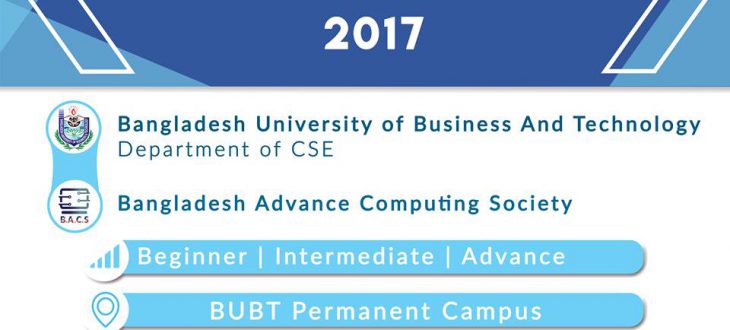 2017
Bangladesh University of Business And Technology
Department of CSE
B.A.C.S
Bangladesh Advance Computing Society
Beginner | Intermediate | Advance
BUBT Permanent Campus